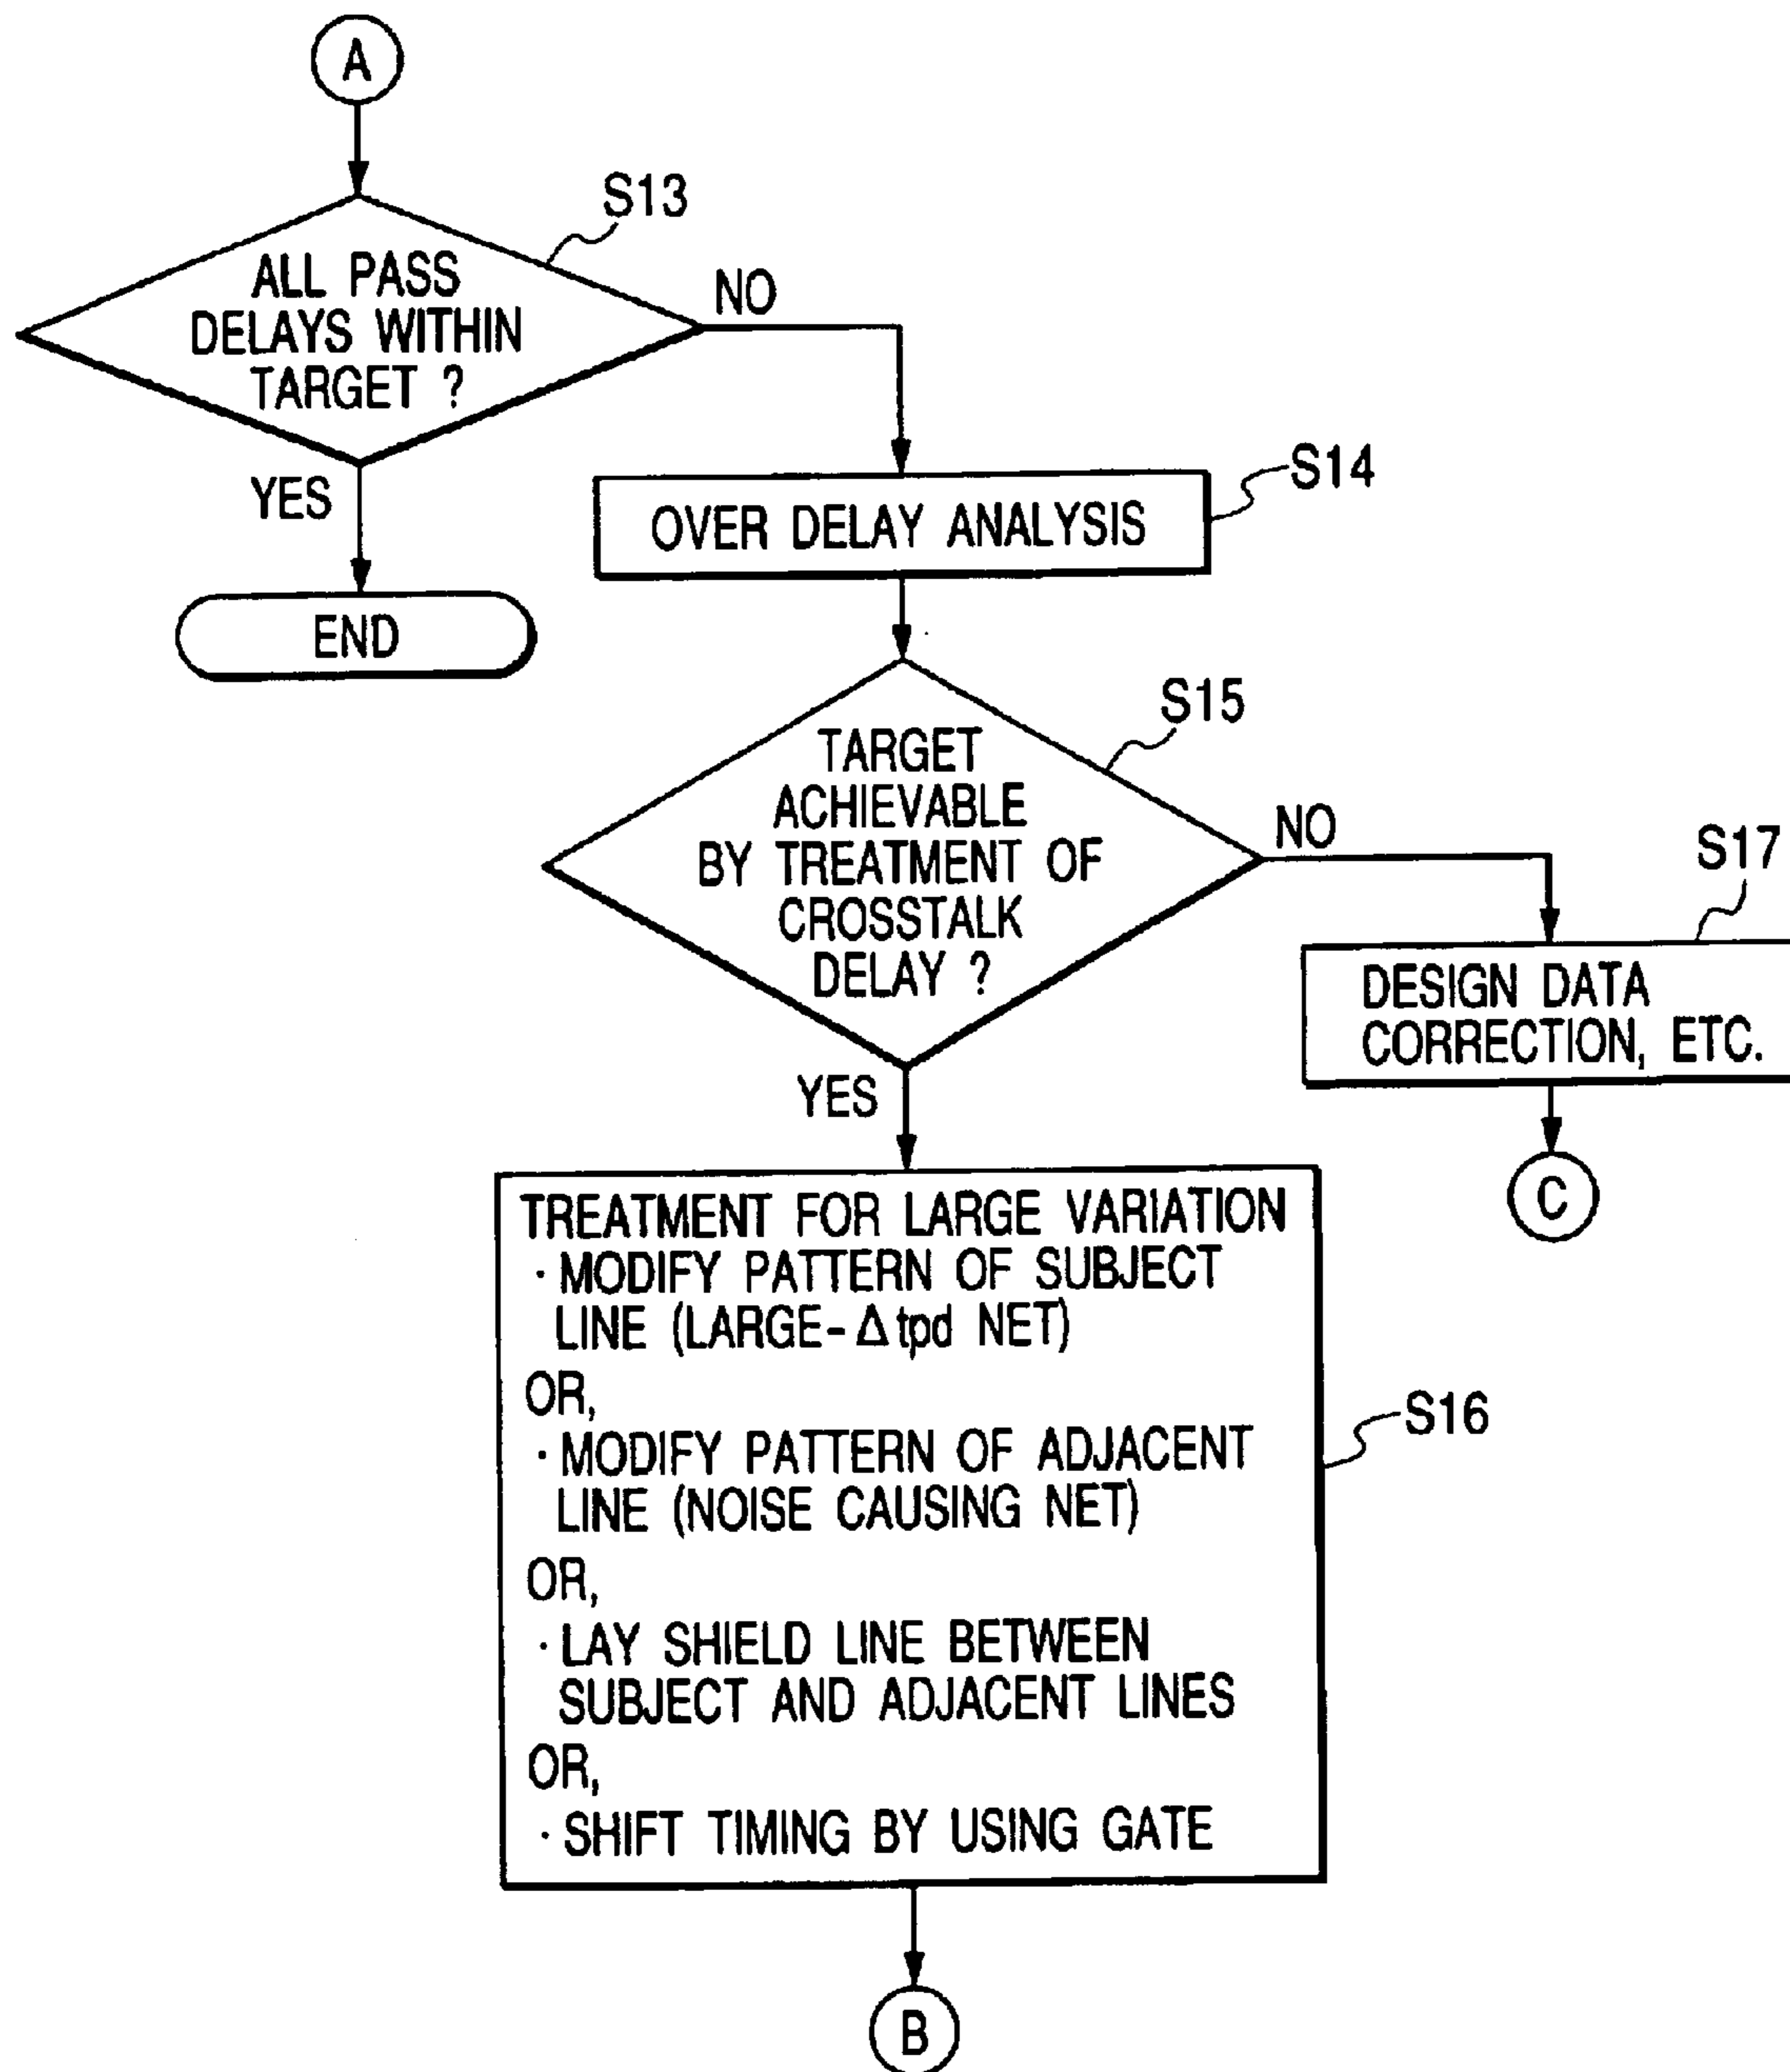 A
S13
ALL PASS
DELAYS WITHIN
TARGET ?
NO
YES
END
S14
OVER DELAY ANALYSIS
S15
TARGET
ACHIEVABLE
BY TREATMENT OF
CROSSTALK
DELAY ?
NO
S17
DESIGN DATA
CORRECTION, ETC.
C
YES
TREATMENT FOR LARGE VARIATION
· MODIFY PATTERN OF SUBJECT
LINE (LARGE-Δtpd NET)
OR,
· MODIFY PATTERN OF ADJACENT
LINE (NOISE CAUSING NET)
OR,
· LAY SHIELD LINE BETWEEN
SUBJECT AND ADJACENT LINES
OR,
· SHIFT TIMING BY USING GATE
S16
B